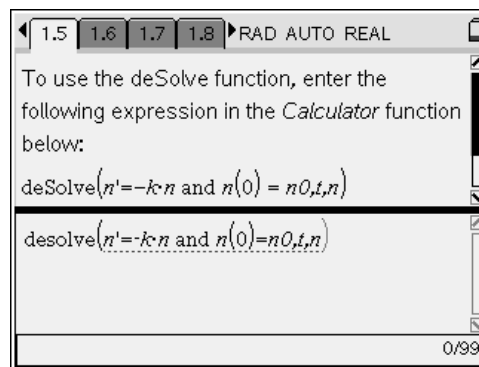 1.5 1.6 1.7 1.8 RAD AUTO REAL
To use the deSolve function, enter the
following expression in the Calculator function
below:
deSolve(n'=−k·n and n(0) = n0,t,n)
desolve(n'=-k·n and n(0)=n0,t,n)
0/99